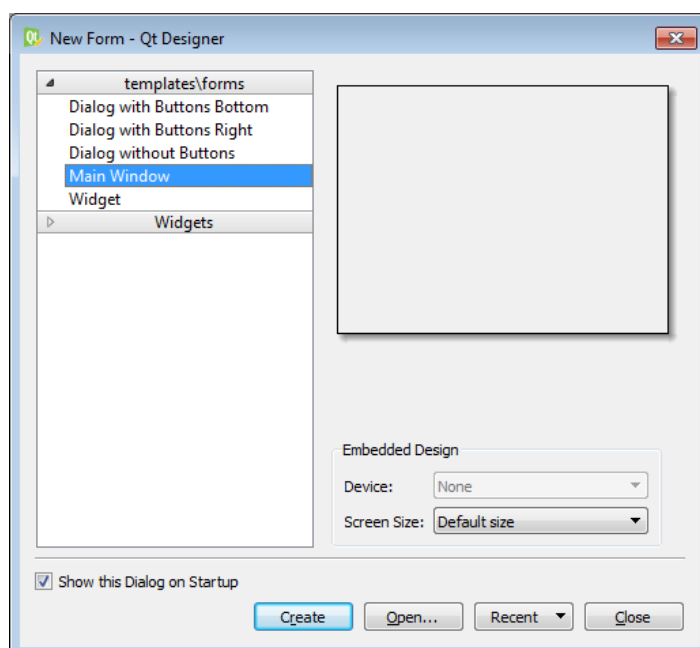 New Form - Qt Designer
templates\forms
Dialog with Buttons Bottom
Dialog with Buttons Right
Dialog without Buttons
Main Window
Widget
Widgets
Embedded Design
Device: None
Screen Size: Default size
Show this Dialog on Startup
Create Open... Recent Close